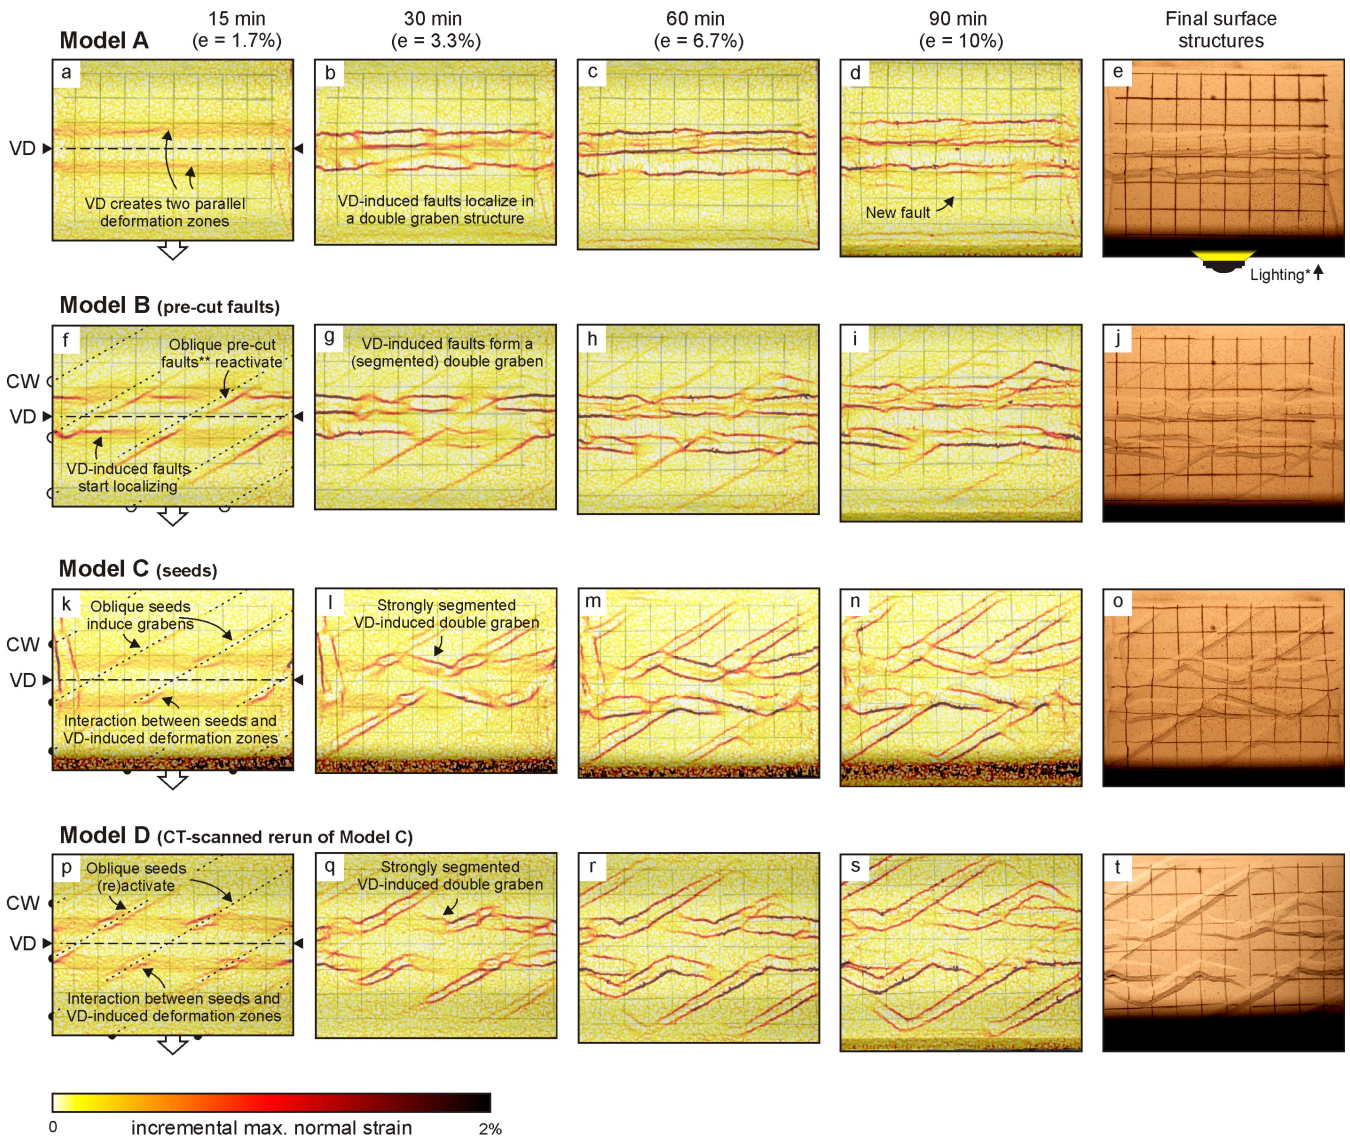 Model A
15 min
(e = 1.7%)
30 min
(e = 3.3%)
60 min
(e = 6.7%)
90 min
(e = 10%)
Final surface
structures
a
b
c
d
e
VD
VD creates two parallel
deformation zones
VD-induced faults localize in
a double graben structure
New fault
Lighting*
Model B (pre-cut faults)
f
g
h
i
j
Oblique pre-cut
faults** reactivate
VD-induced faults form a
(segmented) double graben
CW
VD
VD-induced faults
start localizing
Model C (seeds)
k
l
m
n
o
Oblique seeds
induce grabens
Strongly segmented
VD-induced double graben
CW
VD
Interaction between seeds and
VD-induced deformation zones
Model D (CT-scanned rerun of Model C)
p
q
r
s
t
Oblique seeds
(re)activate
Strongly segmented
VD-induced double graben
CW
VD
Interaction between seeds and
VD-induced deformation zones
0
incremental max. normal strain
2%